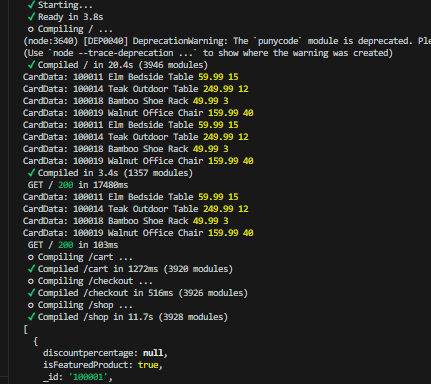 ✓ Starting...
✓ Ready in 3.8s
○ Compiling / ...
(node:3640) [DEP0040] DeprecationWarning: The `punycode` module is deprecated. Ple
(Use `node --trace-deprecation ...` to show where the warning was created)
✓ Compiled / in 20.4s (3946 modules)
CardData: 100011 Elm Bedside Table 59.99 15
CardData: 100014 Teak Outdoor Table 249.99 12
CardData: 100018 Bamboo Shoe Rack 49.99 3
CardData: 100019 Walnut Office Chair 159.99 40
CardData: 100011 Elm Bedside Table 59.99 15
CardData: 100014 Teak Outdoor Table 249.99 12
CardData: 100018 Bamboo Shoe Rack 49.99 3
CardData: 100019 Walnut Office Chair 159.99 40
✓ Compiled in 3.4s (1357 modules)
GET / 200 in 17480ms
CardData: 100011 Elm Bedside Table 59.99 15
CardData: 100014 Teak Outdoor Table 249.99 12
CardData: 100018 Bamboo Shoe Rack 49.99 3
CardData: 100019 Walnut Office Chair 159.99 40
GET / 200 in 103ms
○ Compiling /cart ...
✓ Compiled /cart in 1272ms (3920 modules)
○ Compiling /checkout ...
✓ Compiled /checkout in 516ms (3926 modules)
○ Compiling /shop ...
✓ Compiled /shop in 11.7s (3928 modules)
[
{
discountpercentage: null,
isFeaturedProduct: true,
_id: '100001',